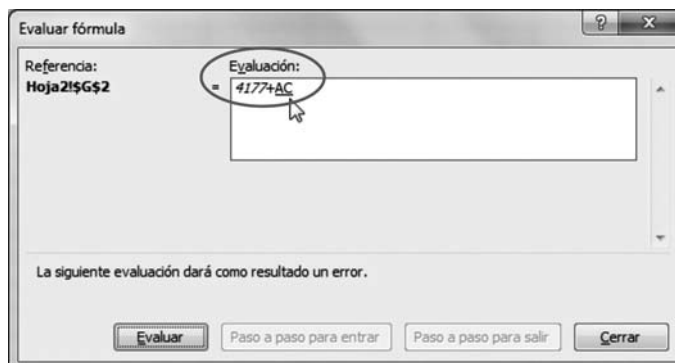 Evaluar fórmula
Referencia:
Evaluación:
Hoja2!$G$2
= 4177+AC
La siguiente evaluación dará como resultado un error.
Evaluar
Paso a paso para entrar
Paso a paso para salir
Cerrar